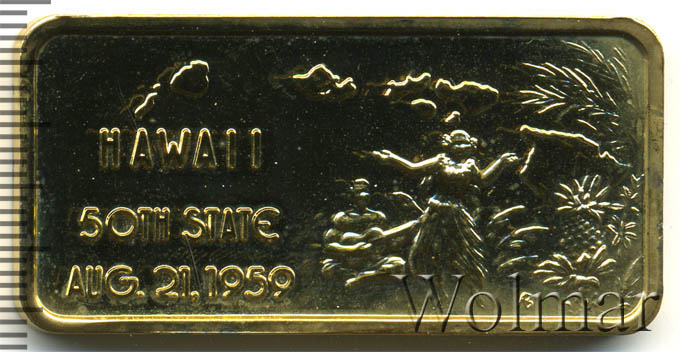 HAWAII
50TH STATE
AUG. 21, 1959
Wolmar